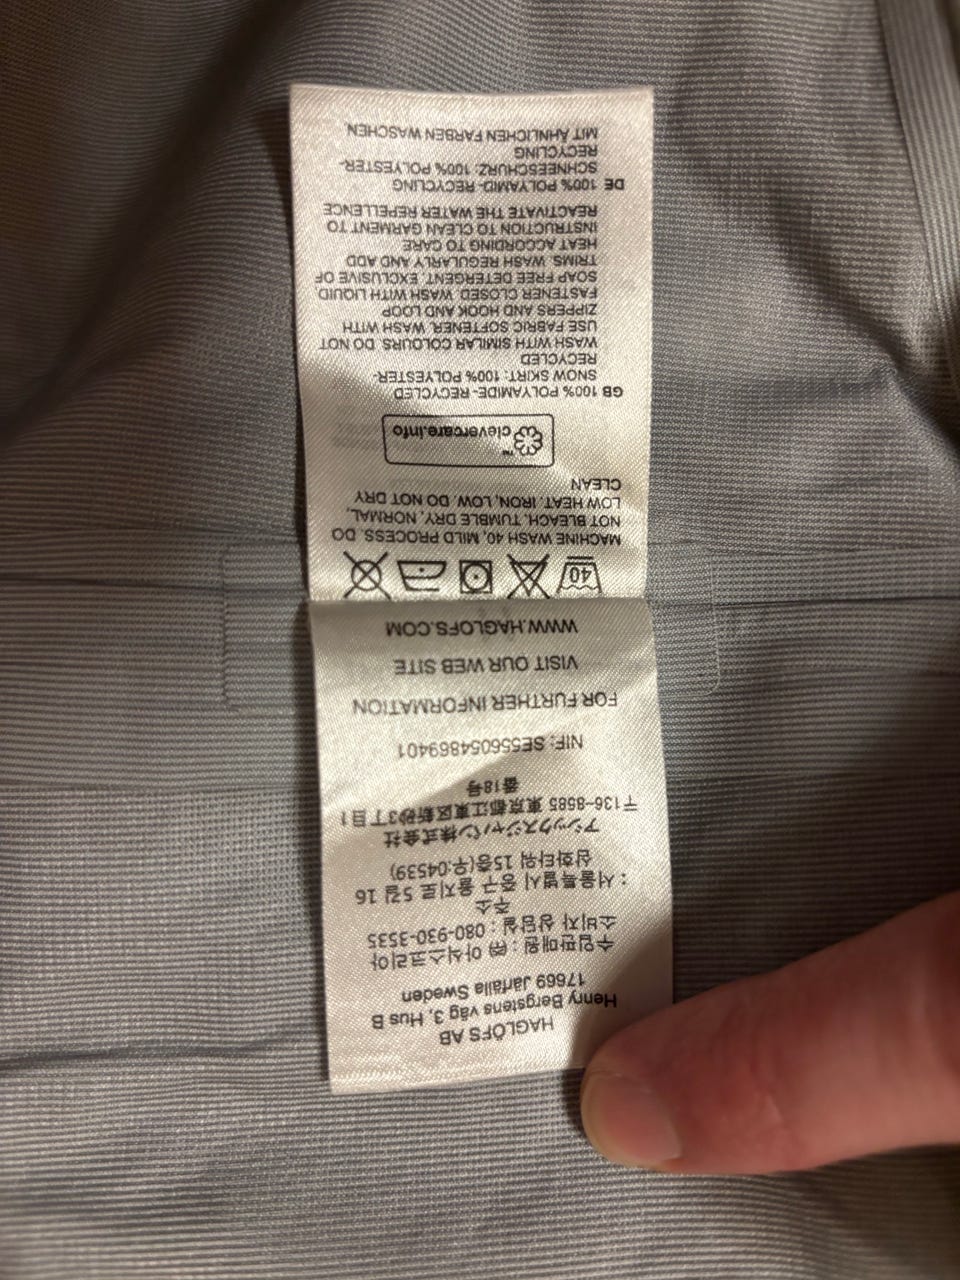 HAGLÖFS AB
Henry Bergstens väg 3, Hus B
17669 Järfälla Sweden
수입판매원 : ㈜ 아식스코리아
소비자 상담실 : 080-930-3535
주소
: 서울특별시 중구 을지로 5길 16
삼화타워 15층(우:04539)
アシックスジャパン株式会社
〒136-8585 東京都江東区新砂3丁目1
番18号
NIF: SE5560548694​01
FOR FURTHER INFORMATION
VISIT OUR WEB SITE
WWW.HAGLOFS.COM
40
MACHINE WASH 40, MILD PROCESS. DO
NOT BLEACH. TUMBLE DRY, NORMAL,
LOW HEAT. IRON, LOW. DO NOT DRY
CLEAN
clevercare.info™
GB 100% POLYAMIDE- RECYCLED
SNOW SKIRT: 100% POLYESTER-
RECYCLED
WASH WITH SIMILAR COLOURS. DO NOT
USE FABRIC SOFTENER. WASH WITH
ZIPPERS AND HOOK AND LOOP
FASTENER CLOSED. WASH WITH LIQUID,
SOAP FREE DETERGENT. EXCLUSIVE OF
TRIMS. WASH REGULARLY AND ADD
HEAT ACCORDING TO CARE
INSTRUCTION TO CLEAN GARMENT TO
REACTIVATE THE WATER REPELLENCE
DE 100% POLYAMID- RECYCLING
SCHNEESCHURZ: 100% POLYESTER-
RECYCLING
MIT ÄHNLICHEN FARBEN WASCHEN.